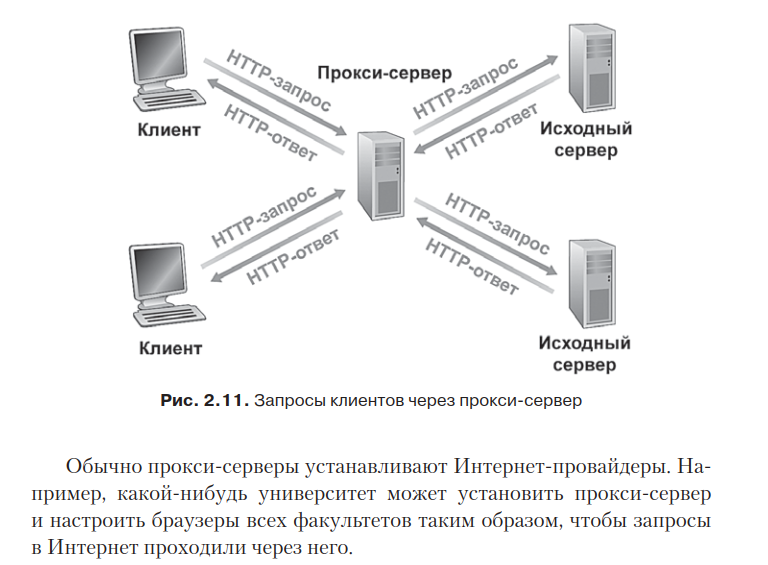 Прокси-сервер
HTTP-запрос
HTTP-ответ
HTTP-запрос
HTTP-ответ
Клиент
Исходный
сервер
HTTP-запрос
HTTP-ответ
HTTP-запрос
HTTP-ответ
Клиент
Исходный
сервер
Рис. 2.11. Запросы клиентов через прокси-сервер
Обычно прокси-серверы устанавливают Интернет-провайдеры. На-
пример, какой-нибудь университет может установить прокси-сервер
и настроить браузеры всех факультетов таким образом, чтобы запросы
в Интернет проходили через него.